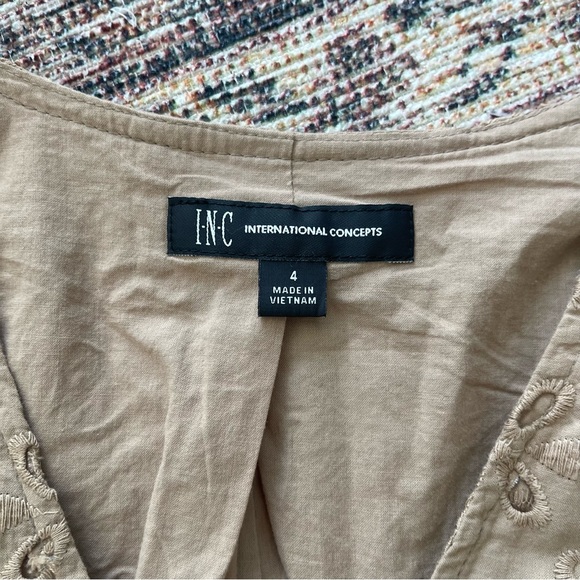 I·N·C INTERNATIONAL CONCEPTS
4
MADE IN
VIETNAM